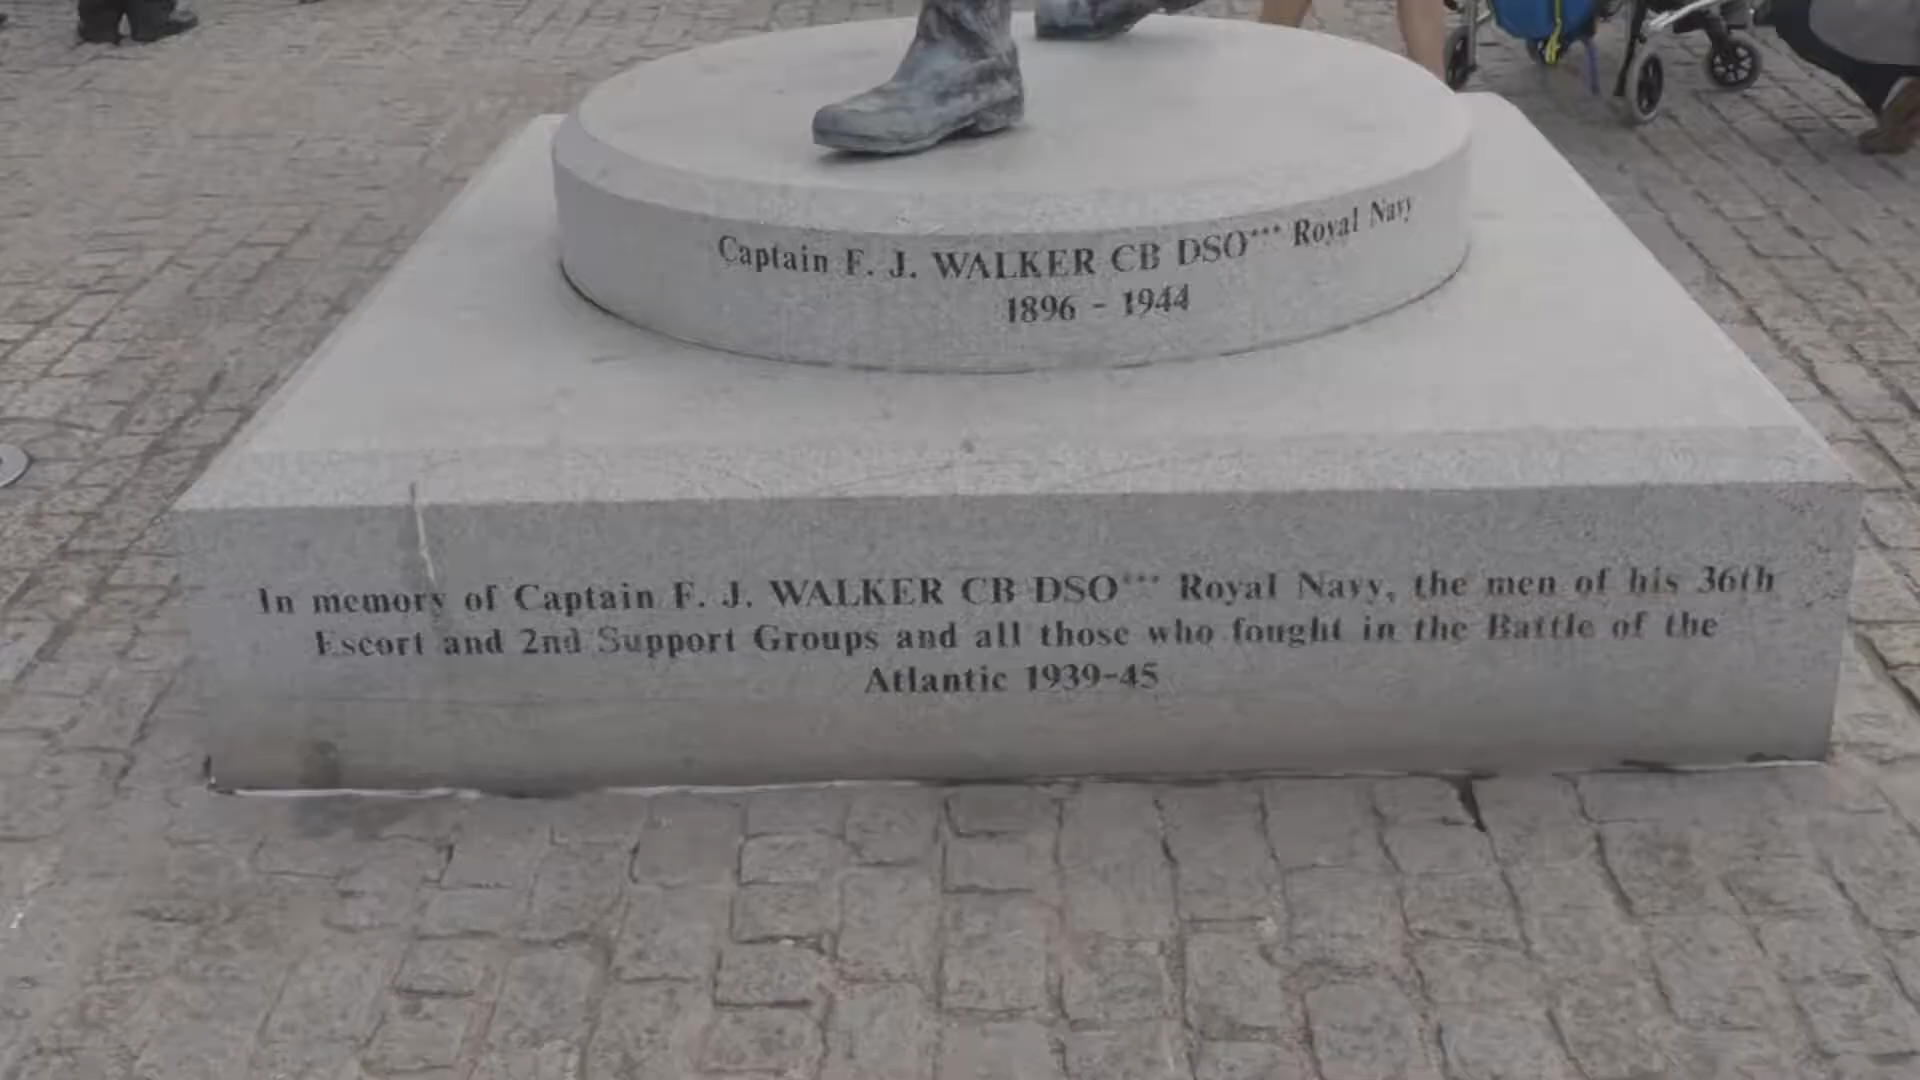 Captain F. J. WALKER CB DSO*** Royal Navy
1896 - 1944
In memory of Captain F. J. WALKER CB DSO*** Royal Navy, the men of his 36th
Escort and 2nd Support Groups and all those who fought in the Battle of the
Atlantic 1939-45